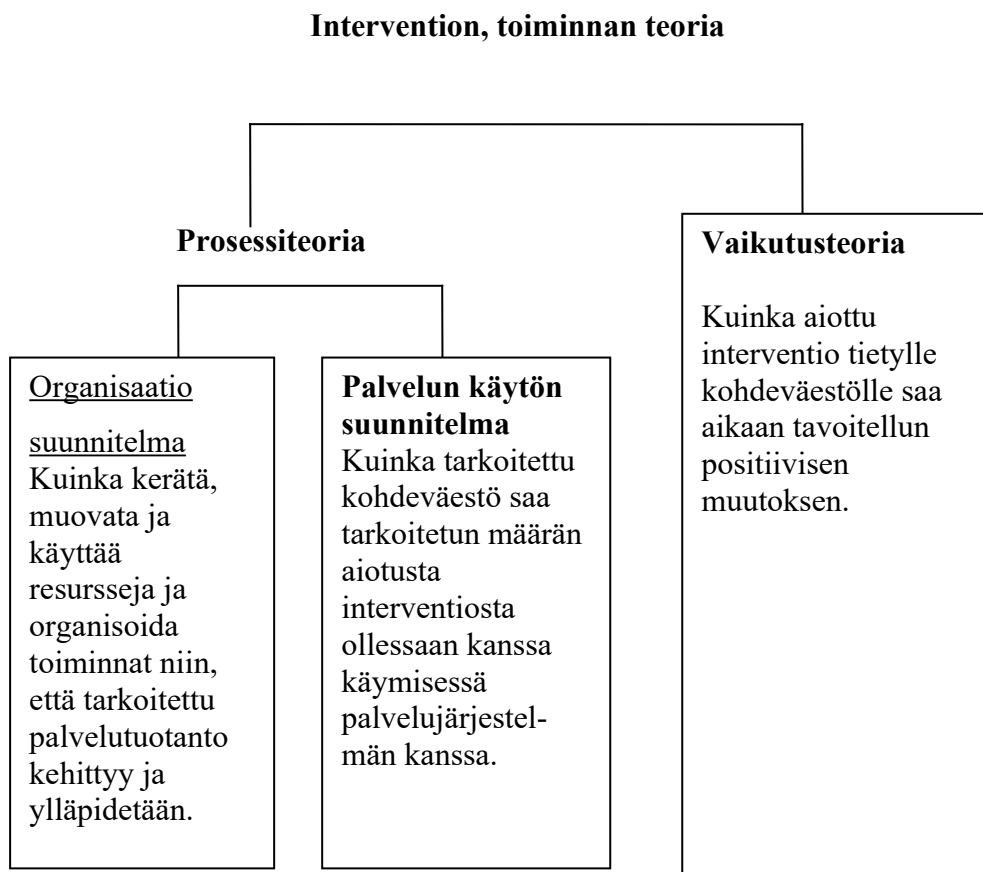 Intervention, toiminnan teoria
Prosessiteoria
Organisaatio
suunnitelma
Kuinka kerätä,
muovata ja
käyttää
resursseja ja
organisoida
toiminnat niin,
että tarkoitettu
palvelutuotanto
kehittyy ja
ylläpidetään.
Palvelun käytön
suunnitelma
Kuinka tarkoitettu
kohdeväestö saa
tarkoitetun määrän
aiotusta
interventiosta
ollessaan kanssa
käymisessä
palvelujärjestel-
män kanssa.
Vaikutusteoria
Kuinka aiottu
interventio tietylle
kohdeväestölle saa
aikaan tavoitellun
positiivisen
muutoksen.